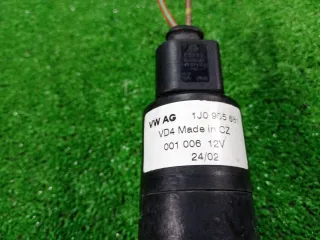 VW AG 1J0 955 651
VD4 Made in CZ
001 006 12V
24/02